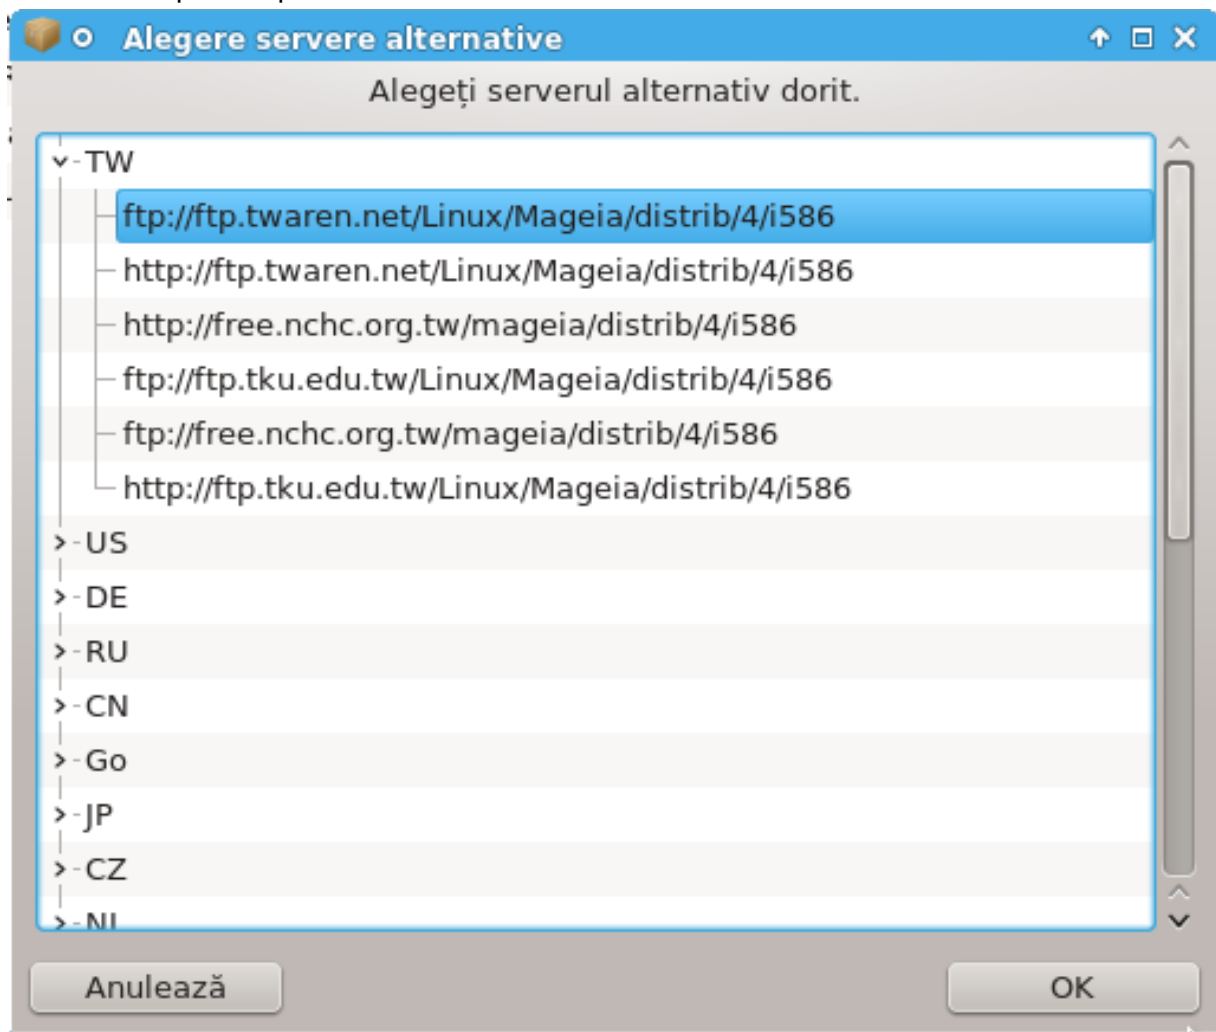 Alegere servere alternative
Alegeți serverul alternativ dorit.
TW
ftp://ftp.twaren.net/Linux/Mageia/distrib/4/i586
http://ftp.twaren.net/Linux/Mageia/distrib/4/i586
http://free.nchc.org.tw/mageia/distrib/4/i586
ftp://ftp.tku.edu.tw/Linux/Mageia/distrib/4/i586
ftp://free.nchc.org.tw/mageia/distrib/4/i586
http://ftp.tku.edu.tw/Linux/Mageia/distrib/4/i586
US
DE
RU
CN
Go
JP
CZ
Anulează
OK